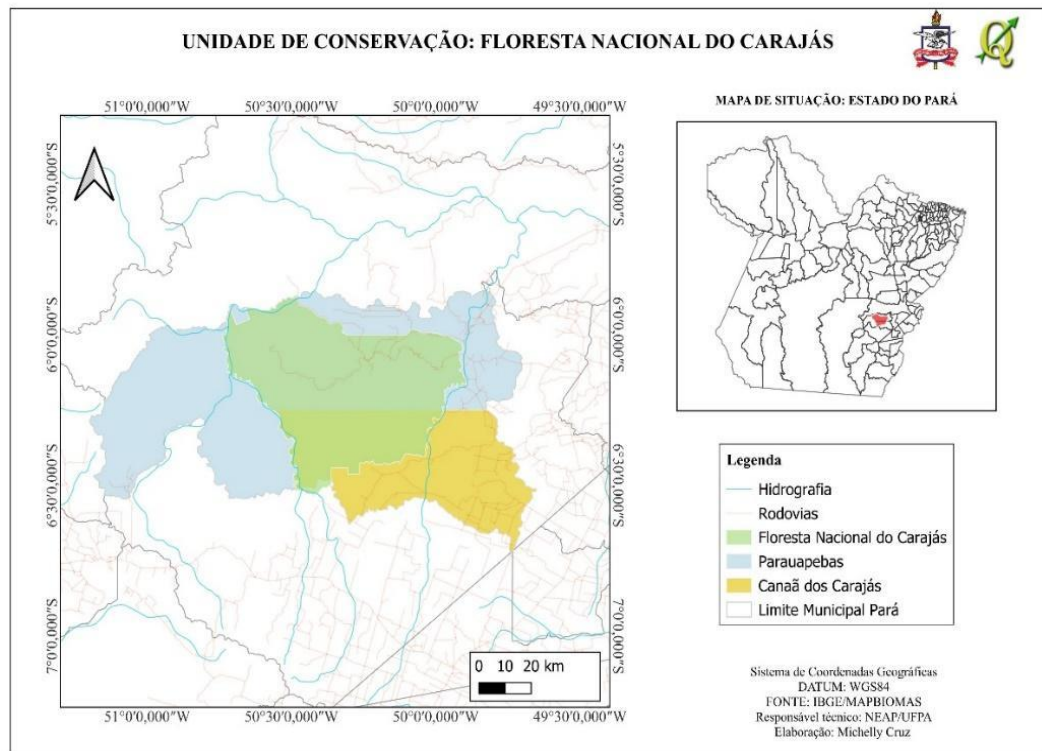 UNIDADE DE CONSERVAÇÃO: FLORESTA NACIONAL DO CARAJÁS
51°0'0,000"W
50°30'0,000"W
50°0'0,000"W
49°30'0,000"W
5°30'0,000"S
6°0'0,000"S
6°30'0,000"S
7°0'0,000"S
5°30'0,000"S
6°0'0,000"S
6°30'0,000"S
7°0'0,000"S
0 10 20 km
51°0'0,000"W
50°30'0,000"W
50°0'0,000"W
49°30'0,000"W
MAPA DE SITUAÇÃO: ESTADO DO PARÁ
Legenda
Hidrografia
Rodovias
Floresta Nacional do Carajás
Parauapebas
Canaã dos Carajás
Limite Municipal Pará
Sistema de Coordenadas Geográficas
DATUM: WGS84
FONTE: IBGE/MAPBIOMAS
Responsável técnico: NEAP/UFPA
Elaboração: Michelly Cruz